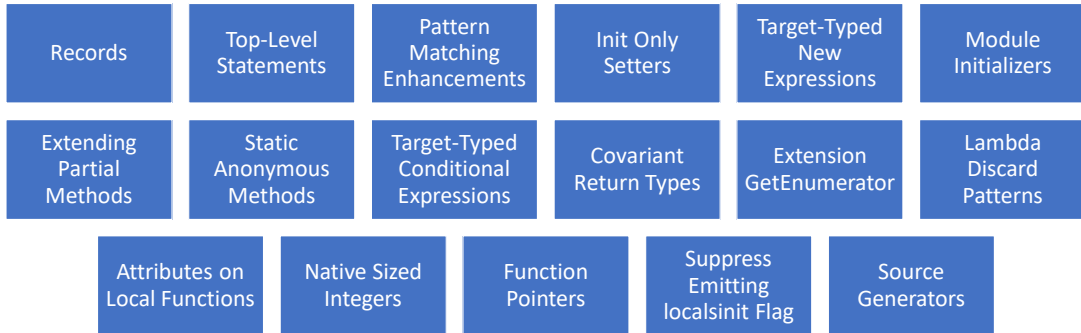 Records
Top-Level
Statements
Pattern
Matching
Enhancements
Init Only
Setters
Target-Typed
New
Expressions
Module
Initializers
Extending
Partial
Methods
Static
Anonymous
Methods
Target-Typed
Conditional
Expressions
Covariant
Return Types
Extension
GetEnumerator
Lambda
Discard
Patterns
Attributes on
Local Functions
Native Sized
Integers
Function
Pointers
Suppress
Emitting
localsinit Flag
Source
Generators